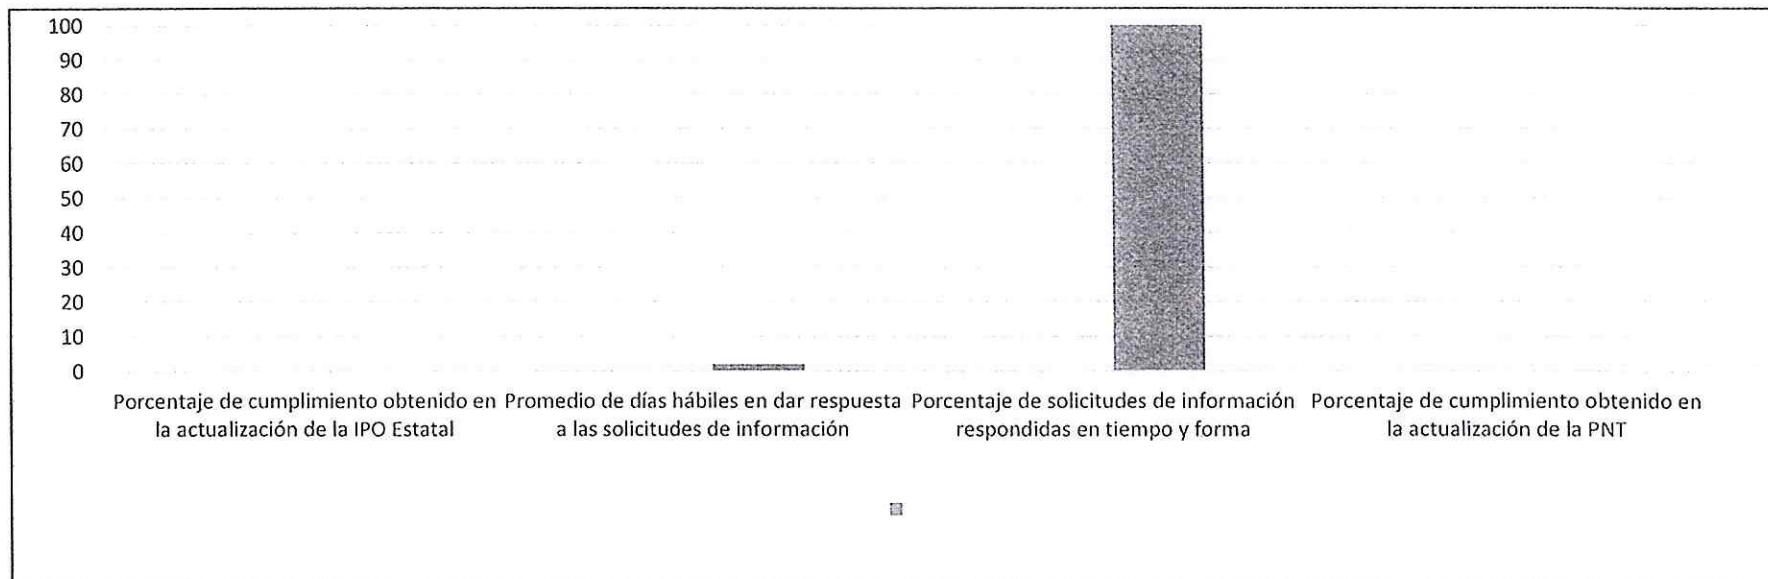 100
90
80
70
60
50
40
30
20
10
0
Porcentaje de cumplimiento obtenido en
la actualización de la IPO Estatal
Promedio de días hábiles en dar respuesta
a las solicitudes de información
Porcentaje de solicitudes de información
respondidas en tiempo y forma
Porcentaje de cumplimiento obtenido en
la actualización de la PNT